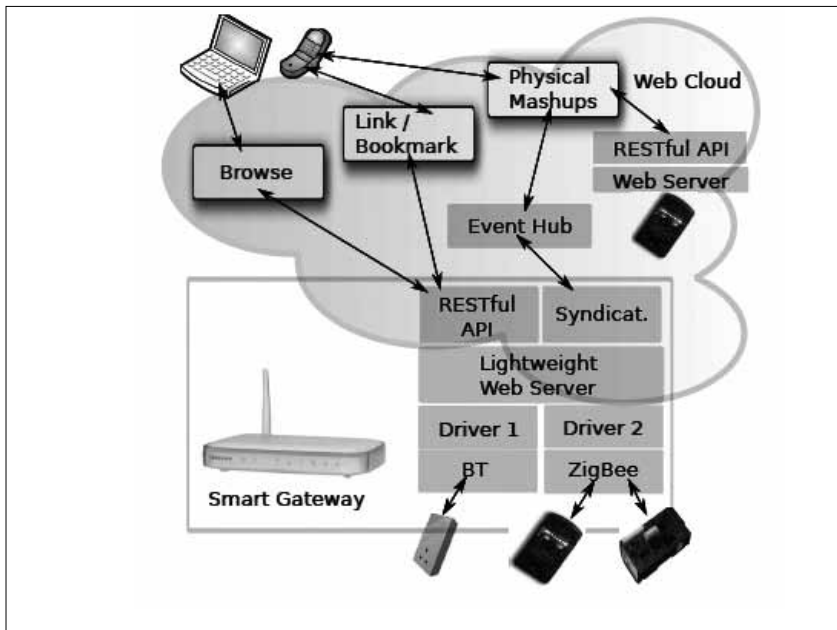 Physical
Mashups
Web Cloud
Link /
Bookmark
RESTful API
Browse
Web Server
Event Hub
RESTful
API
Syndicat.
Lightweight
Web Server
Driver 1
Driver 2
BT
ZigBee
Smart Gateway